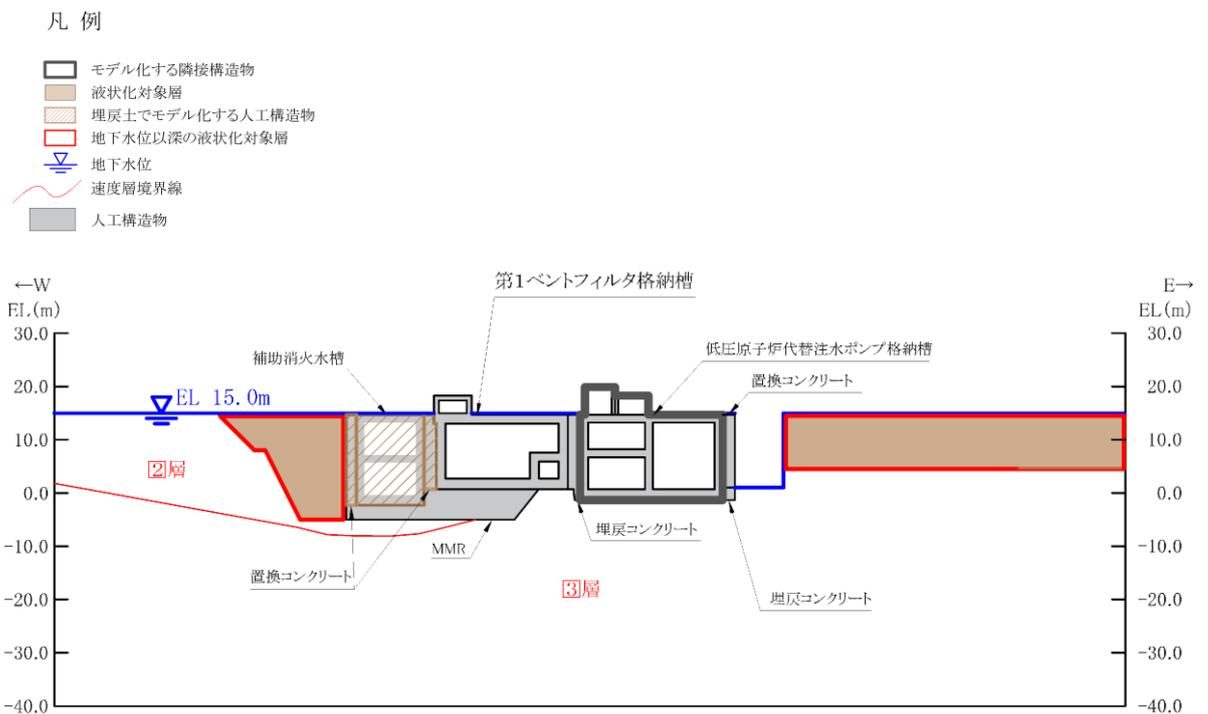 凡 例
モデル化する隣接構造物
液状化対象層
埋戻土でモデル化する人工構造物
地下水位以深の液状化対象層
地下水位
速度層境界線
人工構造物
第1ベントフィルタ格納槽
←W
EL(m)
E→
EL(m)
30.0
30.0
補助消火水槽
低圧原子炉代替注水ポンプ格納槽
置換コンクリート
20.0
20.0
EL 15.0m
10.0
10.0
②層
0.0
0.0
埋戻コンクリート
MMR
-10.0
-10.0
置換コンクリート
③層
埋戻コンクリート
-20.0
-20.0
-30.0
-30.0
-40.0
-40.0